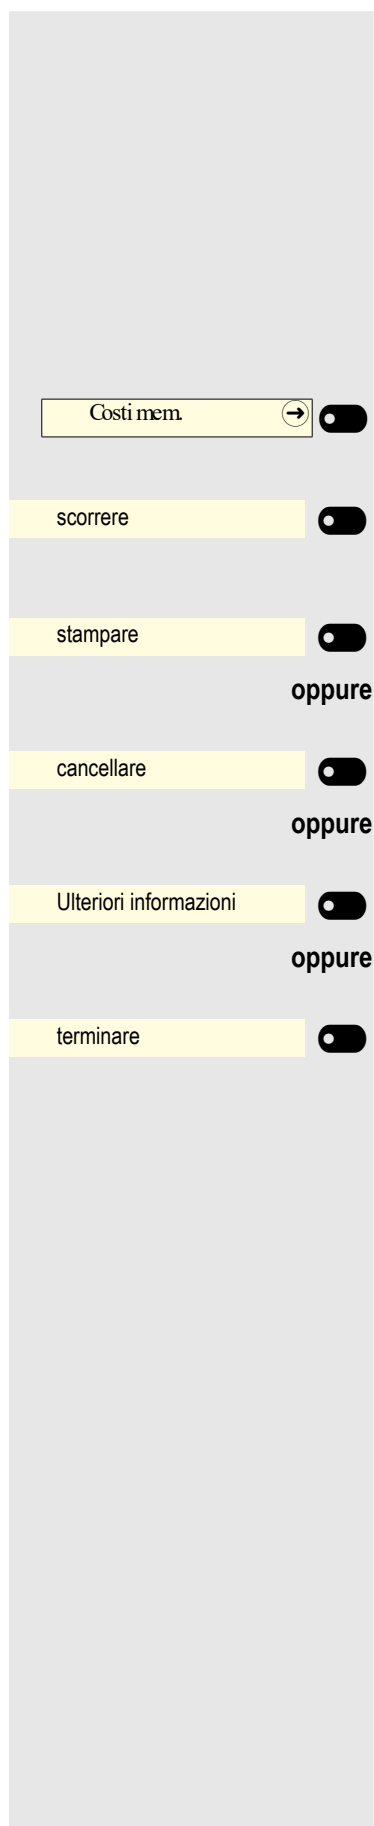 Costi mem.
scorrere
stampare
oppure
cancellare
oppure
Ulteriori informazioni
oppure
terminare